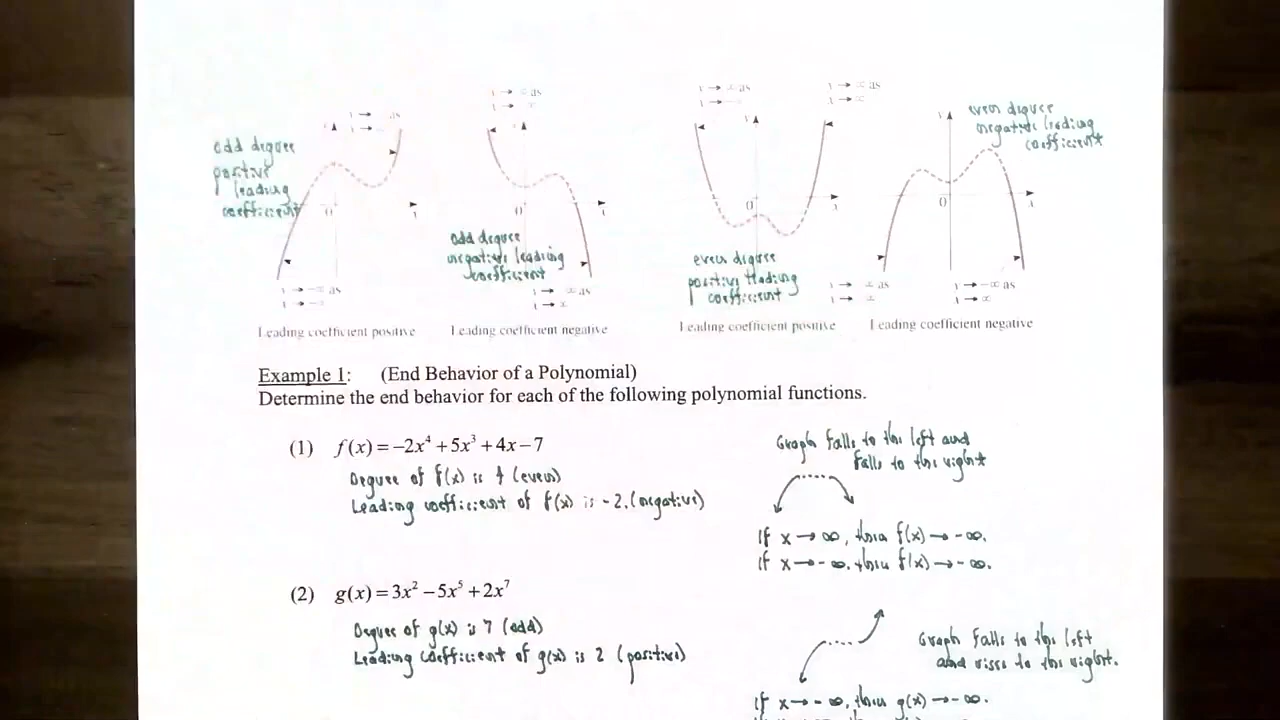 odd degree
positive
leading
coefficient
0
odd degree
negative leading
coefficient
0
even degree
positive leading
coefficient
0
even degree
negative leading
coefficient
0
Leading coefficient positive
Leading coefficient negative
Leading coefficient positive
Leading coefficient negative
Example 1: (End Behavior of a Polynomial)
Determine the end behavior for each of the following polynomial functions.
(1) f(x) = −2x⁴ + 5x³ + 4x − 7
Degree of f(x) is 4 (even)
Leading coefficient of f(x) is -2. (negative)
Graph falls to the left and
falls to the right
If x → ∞, then f(x) → -∞.
If x → -∞, then f(x) → -∞.
(2) g(x) = 3x² − 5x⁵ + 2x⁷
Degree of g(x) is 7 (odd)
Leading coefficient of g(x) is 2 (positive)
Graph falls to the left
and rises to the right.
If x → -∞, then g(x) → -∞.